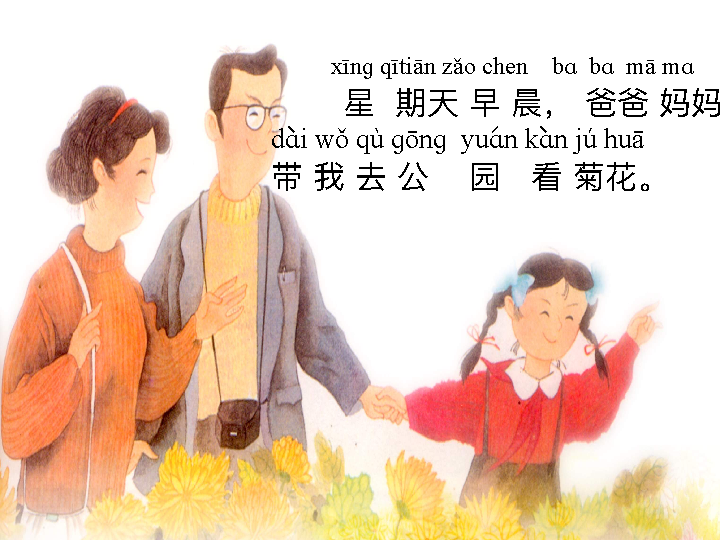 xīng qītiān zǎo chen bɑ bɑ mā mɑ
星 期天 早 晨， 爸爸 妈妈
dài wǒ qù gōng yuán kàn jú huā
带 我 去 公 园 看 菊花。